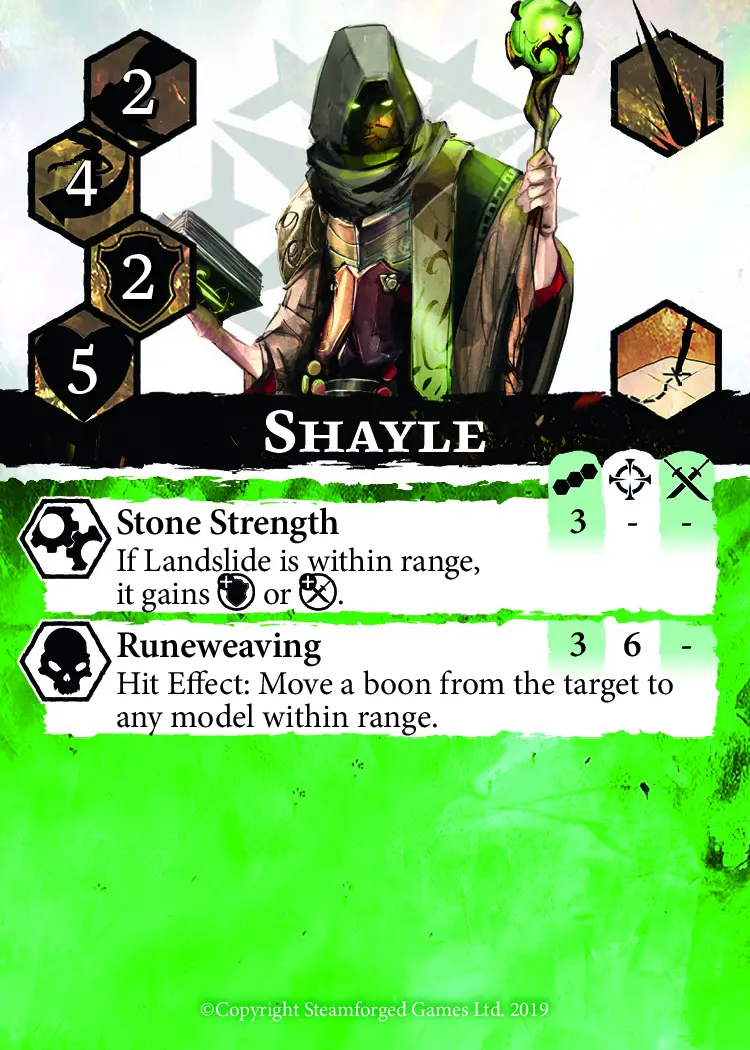 2
4
2
5
Shayle
Stone Strength 3 - -
If Landslide is within range,
it gains or .
Runeweaving 3 6 -
Hit Effect: Move a boon from the target to
any model within range.
©Copyright Steamforged Games Ltd. 2019